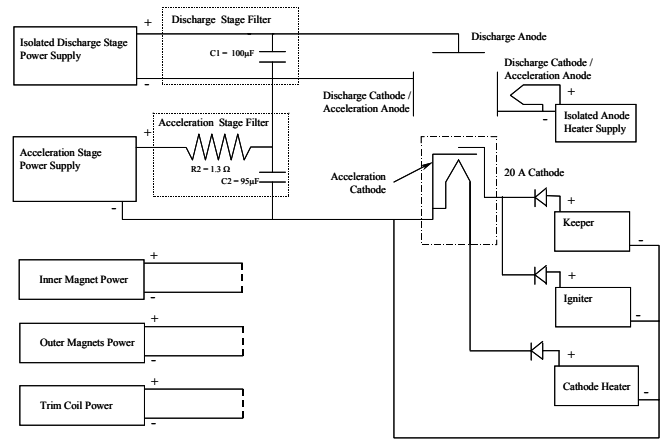 Discharge Stage Filter
C1 = 100µF
Isolated Discharge Stage
Power Supply
+
-
Discharge Anode
Discharge Cathode /
Acceleration Anode
Discharge Cathode /
Acceleration Anode
+
-
Isolated Anode
Heater Supply
Acceleration Stage Filter
R2 = 1.3 Ω
C2 = 95µF
Acceleration Stage
Power Supply
+
-
Acceleration
Cathode
20 A Cathode
+
Keeper
-
+
Igniter
-
+
Cathode Heater
-
Inner Magnet Power
+
-
Outer Magnets Power
+
-
Trim Coil Power
+
-